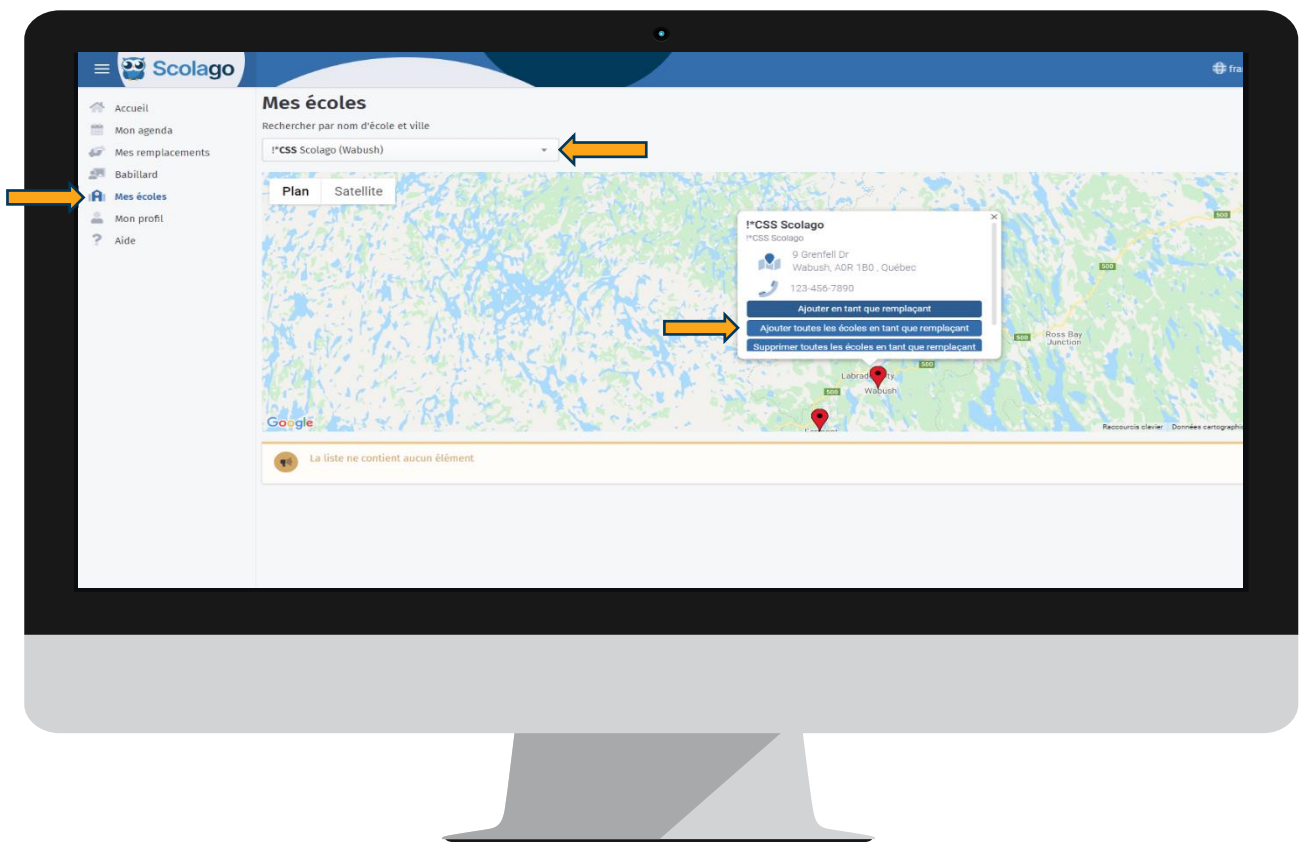 Scolago
fra
Accueil
Mon agenda
Mes remplacements
Babillard
Mes écoles
Mon profil
? Aide
Mes écoles
Rechercher par nom d'école et ville
!*CSS Scolago (Wabush)
Plan Satellite
!*CSS Scolago
!*CSS Scolago
9 Grenfell Dr
Wabush, A0R 1B0 , Québec
123-456-7890
Ajouter en tant que remplaçant
Ajouter toutes les écoles en tant que remplaçant
Supprimer toutes les écoles en tant que remplaçant
500
500
500
Ross Bay
Junction
500
500
Wabush
Google
Raccourcis clavier Données cartographi
La liste ne contient aucun élément